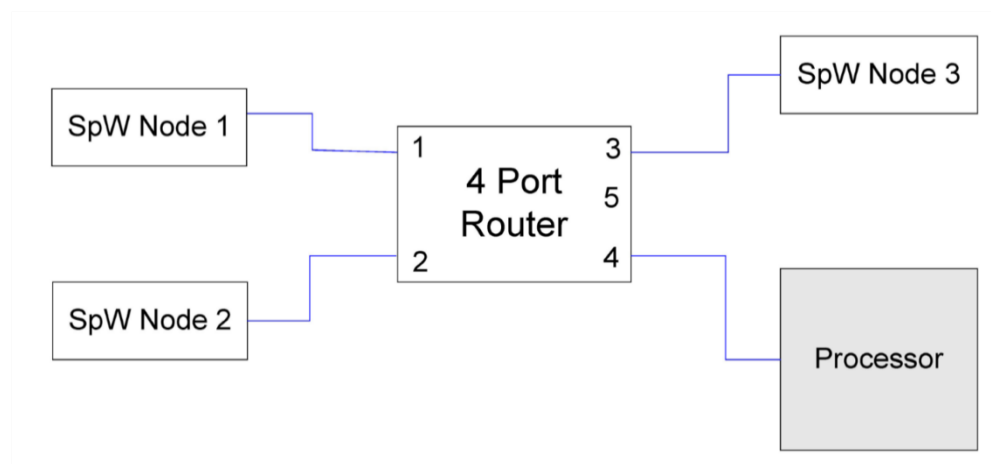 SpW Node 3
SpW Node 1
1
3
4 Port
5
Router
2
4
SpW Node 2
Processor